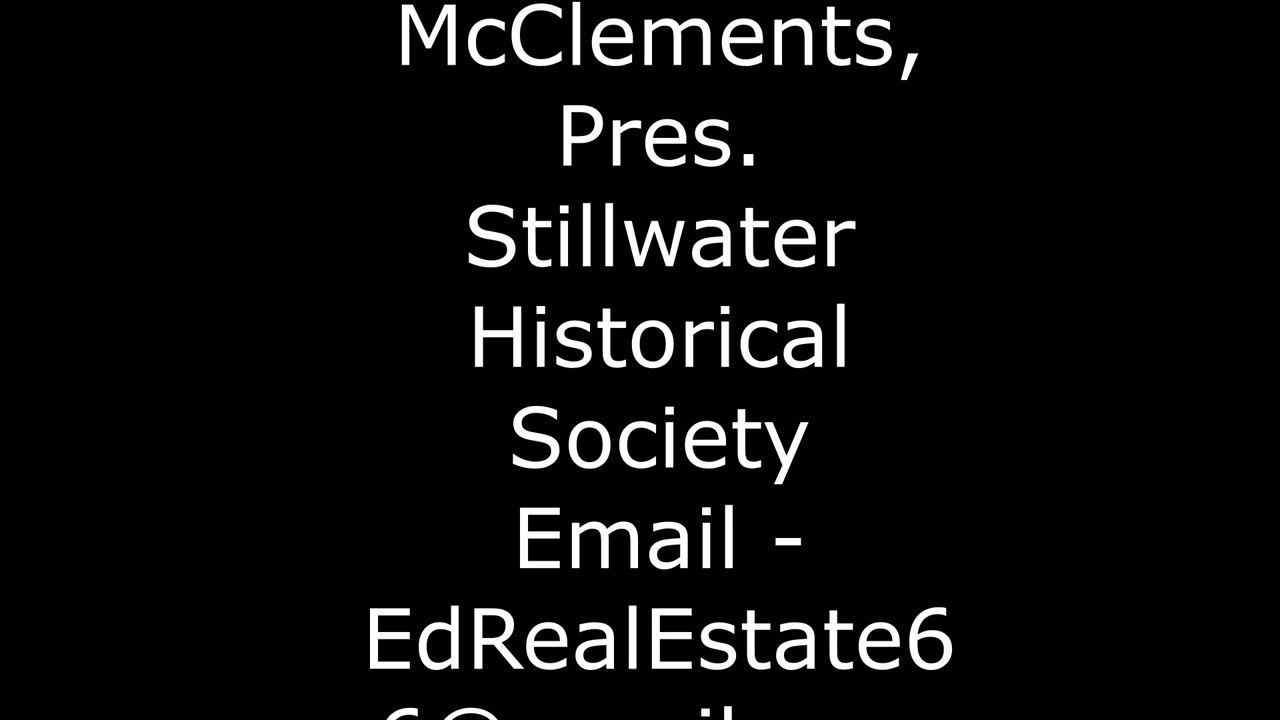 McClements,
Pres.
Stillwater
Historical
Society
Email -
EdRealEstate6